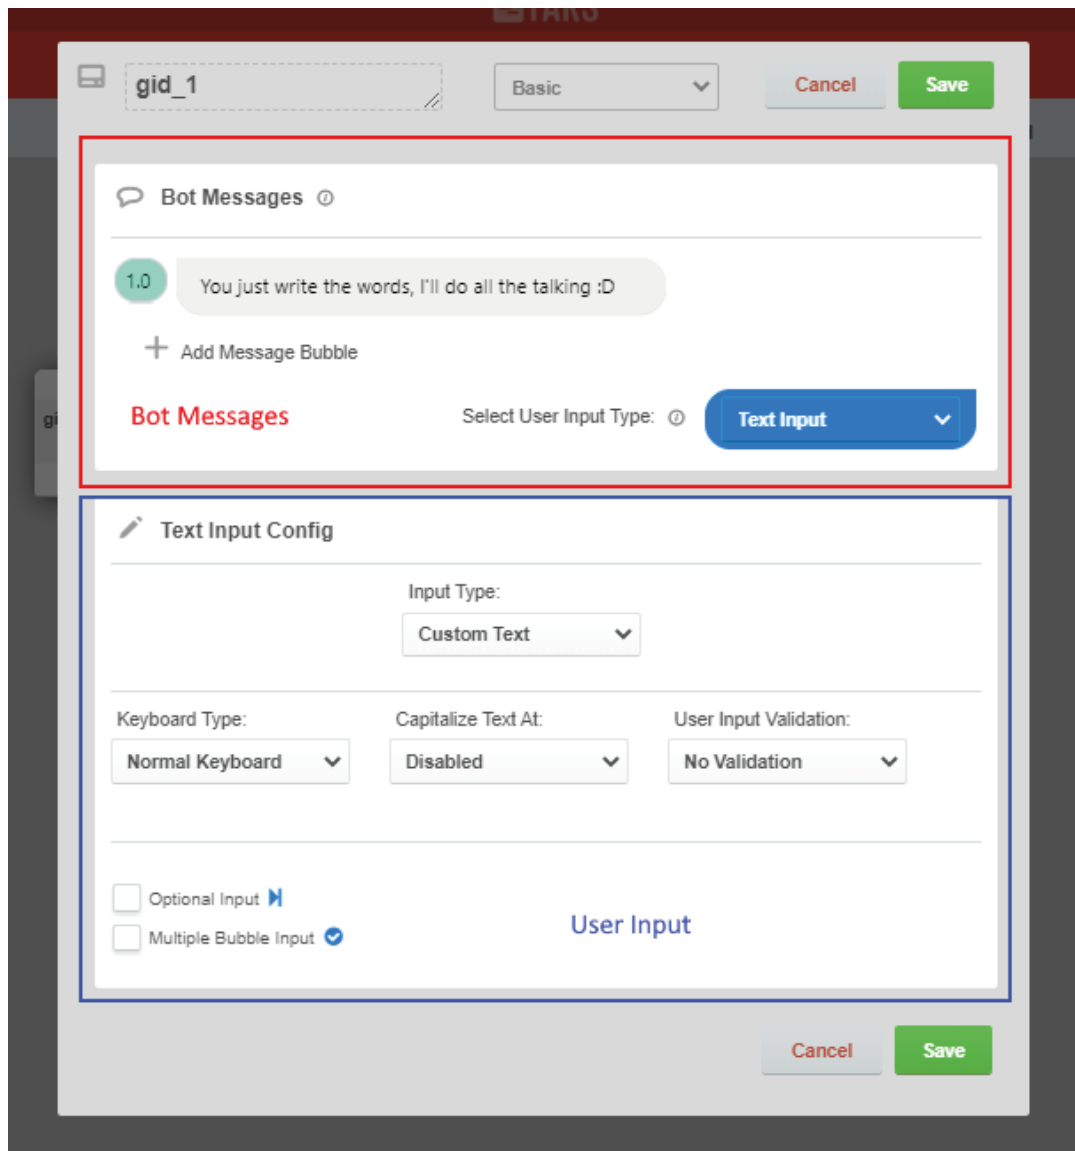 TARS
gid_1
Basic
Cancel
Save
Bot Messages
1.0
You just write the words, I'll do all the talking :D
Add Message Bubble
Bot Messages
Select User Input Type:
Text Input
gi
Text Input Config
Input Type:
Custom Text
Keyboard Type:
Capitalize Text At:
User Input Validation:
Normal Keyboard
Disabled
No Validation
Optional Input
Multiple Bubble Input
User Input
Cancel
Save